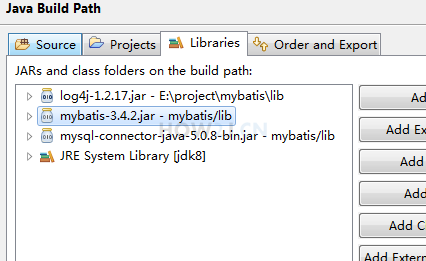 Java Build Path
Source
Projects
Libraries
Order and Export
JARs and class folders on the build path:
log4j-1.2.17.jar - E:\project\mybatis\lib
mybatis-3.4.2.jar - mybatis/lib
mysql-connector-java-5.0.8-bin.jar - mybatis/lib
JRE System Library [jdk8]
Ad
Add Ex
Add
Add
Add C
Add Extern